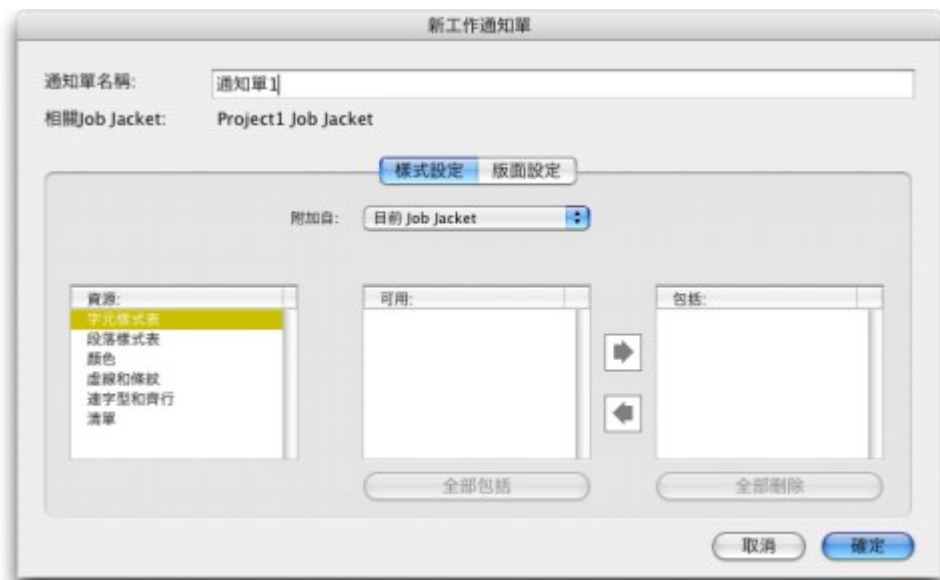 新工作通知單
通知單名稱: 通知單1
相關Job Jacket: Project1 Job Jacket
樣式設定 版面設定
附加自: 目前 Job Jacket
資源: 可用: 包括:
字元樣式表
段落樣式表
顏色
虛線和條紋
連字型和齊行
清單
全部包括 全部刪除
取消 確定